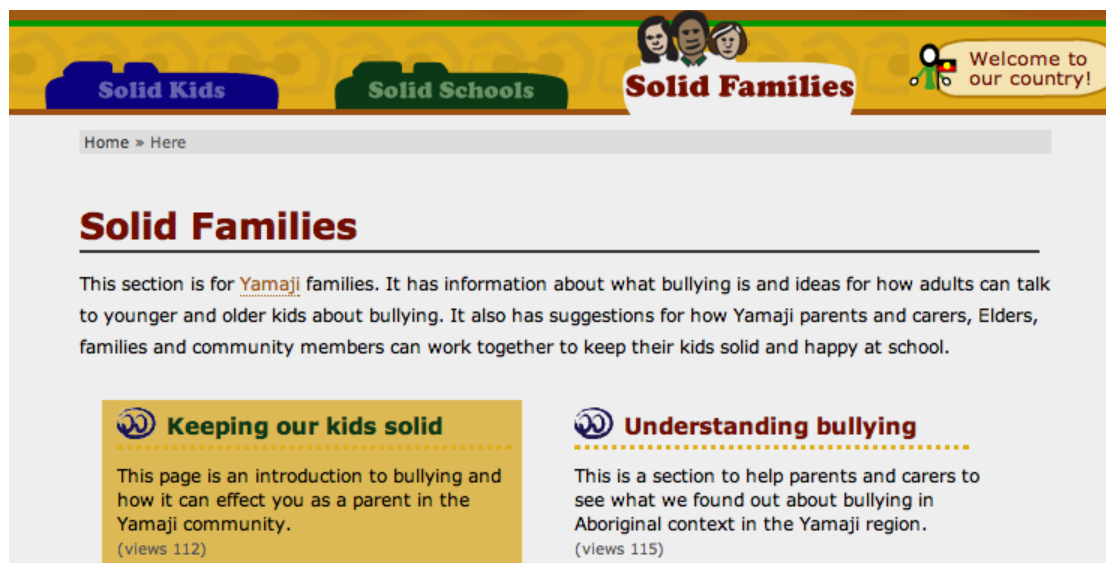 Solid Kids
Solid Schools
Solid Families
Welcome to
our country!
Home » Here
Solid Families
This section is for Yamaji families. It has information about what bullying is and ideas for how adults can talk
to younger and older kids about bullying. It also has suggestions for how Yamaji parents and carers, Elders,
families and community members can work together to keep their kids solid and happy at school.
Keeping our kids solid
This page is an introduction to bullying and
how it can effect you as a parent in the
Yamaji community.
(views 112)
Understanding bullying
This is a section to help parents and carers to
see what we found out about bullying in
Aboriginal context in the Yamaji region.
(views 115)